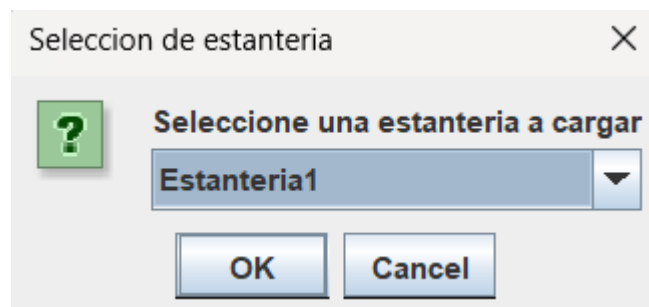 Seleccion de estanteria
?
Seleccione una estanteria a cargar
Estanteria1
OK Cancel